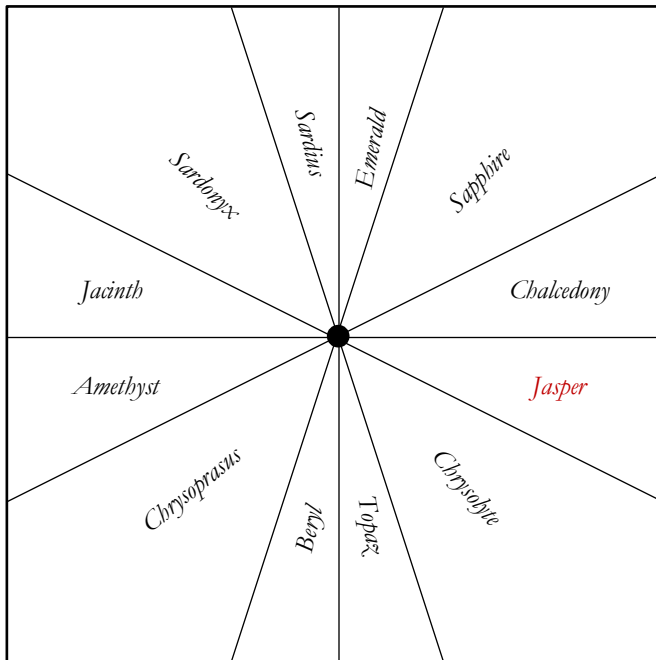 Sardius
Emerald
Sardonyx
Sapphire
Jacinth
Chalcedony
Amethyst
Jasper
Chrysoprasus
Chrysolyte
Beryl
Topaz